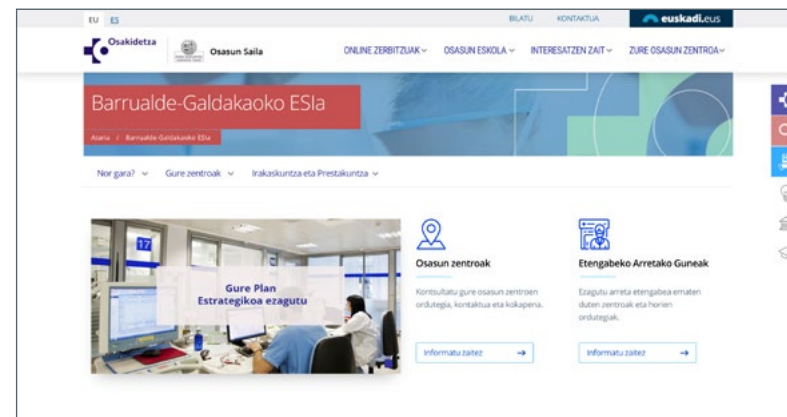 EU ES
BILATU KONTAKTUA euskadi.eus
Osakidetza
Osasun Saila
ONLINE ZERBITZUAK OSASUN ESKOLA INTERESATZEN ZAIT ZURE OSASUN ZENTROA
Barrualde-Galdakaoko ESIa
Ataria / Barrualde-Galdakaoko ESIa
Nor gara? Gure zentroak Irakaskuntza eta Prestakuntza
17
Gure Plan
Estrategikoa ezagutu
Osasun zentroak
Kontsultatu gure osasun zentroen
ordutegia, kontaktua eta kokapena.
Informatu zaitez →
Etengabeko Arretako Guneak
Ezagutu arreta etengabea ematen
duten zentroak eta horien
ordutegiak.
Informatu zaitez →